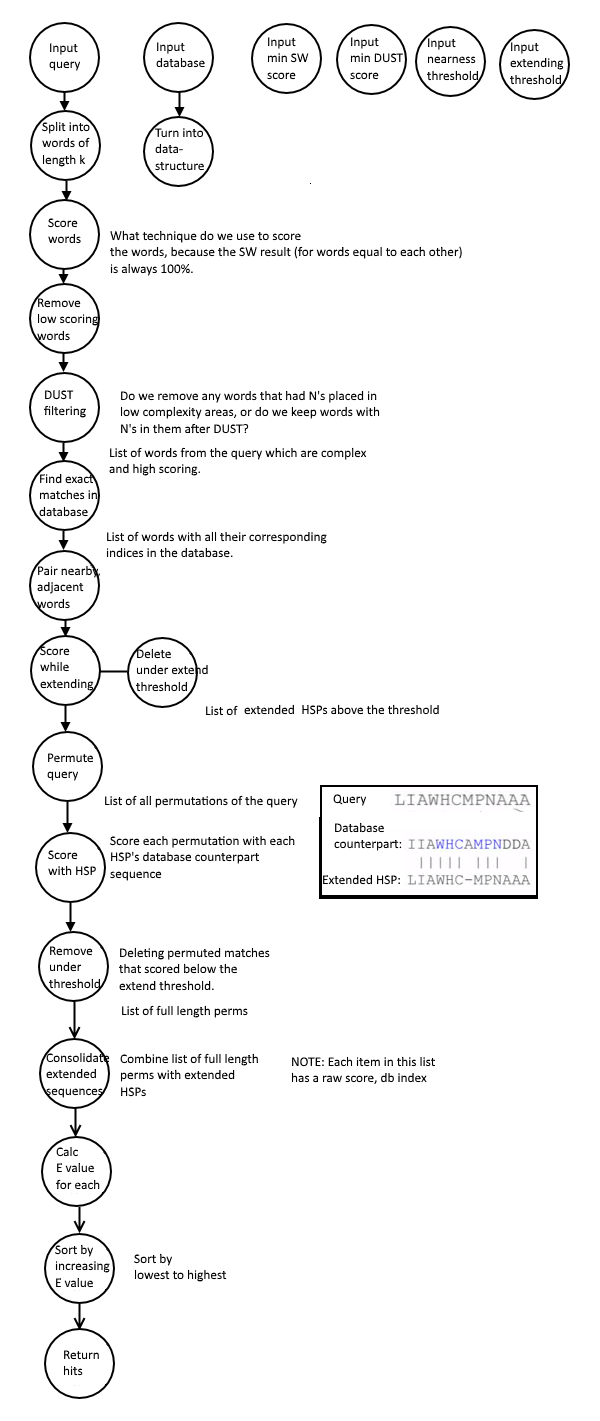 Input
query
Input
database
Input
min SW
score
Input
min DUST
score
Input
nearness
threshold
Input
extending
threshold
Split into
words of
length k
Turn into
data-
structure
Score
words
What technique do we use to score
the words, because the SW result (for words equal to each other)
is always 100%.
Remove
low scoring
words
DUST
filtering
Do we remove any words that had N's placed in
low complexity areas, or do we keep words with
N's in them after DUST?
List of words from the query which are complex
and high scoring.
Find exact
matches in
database
List of words with all their corresponding
indices in the database.
Pair nearby,
adjacent
words
Score
while
extending
Delete
under extend
threshold
List of extended HSPs above the threshold
Permute
query
List of all permutations of the query
Query LIAWHCMPNAAA
Database
counterpart: IIAWHCAMPNDDA
||||| ||| |
Extended HSP: LIAWHC-MPNAAA
Score
with HSP
Score each permutation with each
HSP's database counterpart
sequence
Remove
under
threshold
Deleting permuted matches
that scored below the
extend threshold.
List of full length perms
Consolidate
extended
sequences
Combine list of full length
perms with extended
HSPs
NOTE: Each item in this list
has a raw score, db index
Calc
E value
for each
Sort by
increasing
E value
Sort by
lowest to highest
Return
hits